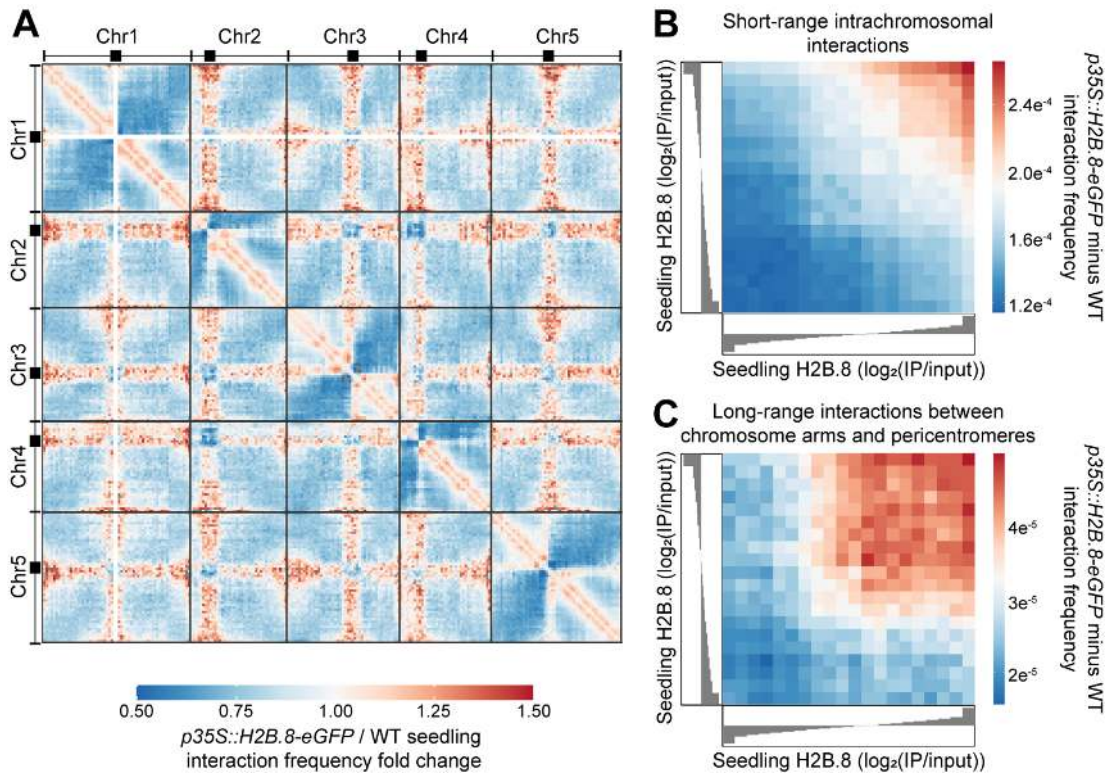 A
Chr1 Chr2 Chr3 Chr4 Chr5
Chr1
Chr2
Chr3
Chr4
Chr5
0.50 0.75 1.00 1.25 1.50
p35S::H2B.8-eGFP / WT seedling
interaction frequency fold change
B
Short-range intrachromosomal
interactions
Seedling H2B.8 (log₂(IP/input))
Seedling H2B.8 (log₂(IP/input))
2.4e⁻⁴
2.0e⁻⁴
1.6e⁻⁴
1.2e⁻⁴
p35S::H2B.8-eGFP minus WT
interaction frequency
C
Long-range interactions between
chromosome arms and pericentromeres
Seedling H2B.8 (log₂(IP/input))
Seedling H2B.8 (log₂(IP/input))
4e⁻⁵
3e⁻⁵
2e⁻⁵
p35S::H2B.8-eGFP minus WT
interaction frequency